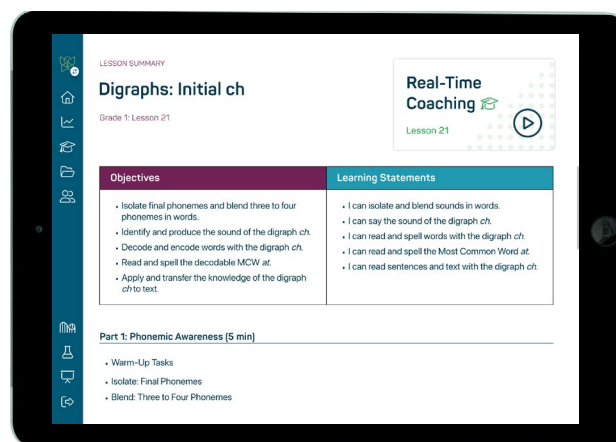 LESSON SUMMARY
Digraphs: Initial ch
Grade 1: Lesson 21
Real-Time
Coaching
Lesson 21
Objectives
• Isolate final phonemes and blend three to four
phonemes in words.
• Identify and produce the sound of the digraph ch.
• Decode and encode words with the digraph ch.
• Read and spell the decodable MCW at.
• Apply and transfer the knowledge of the digraph
ch to text.
Learning Statements
• I can isolate and blend sounds in words.
• I can say the sound of the digraph ch.
• I can read and spell words with the digraph ch.
• I can read and spell the Most Common Word at.
• I can read sentences and text with the digraph ch.
Part 1: Phonemic Awareness (5 min)
• Warm-Up Tasks
• Isolate: Final Phonemes
• Blend: Three to Four Phonemes